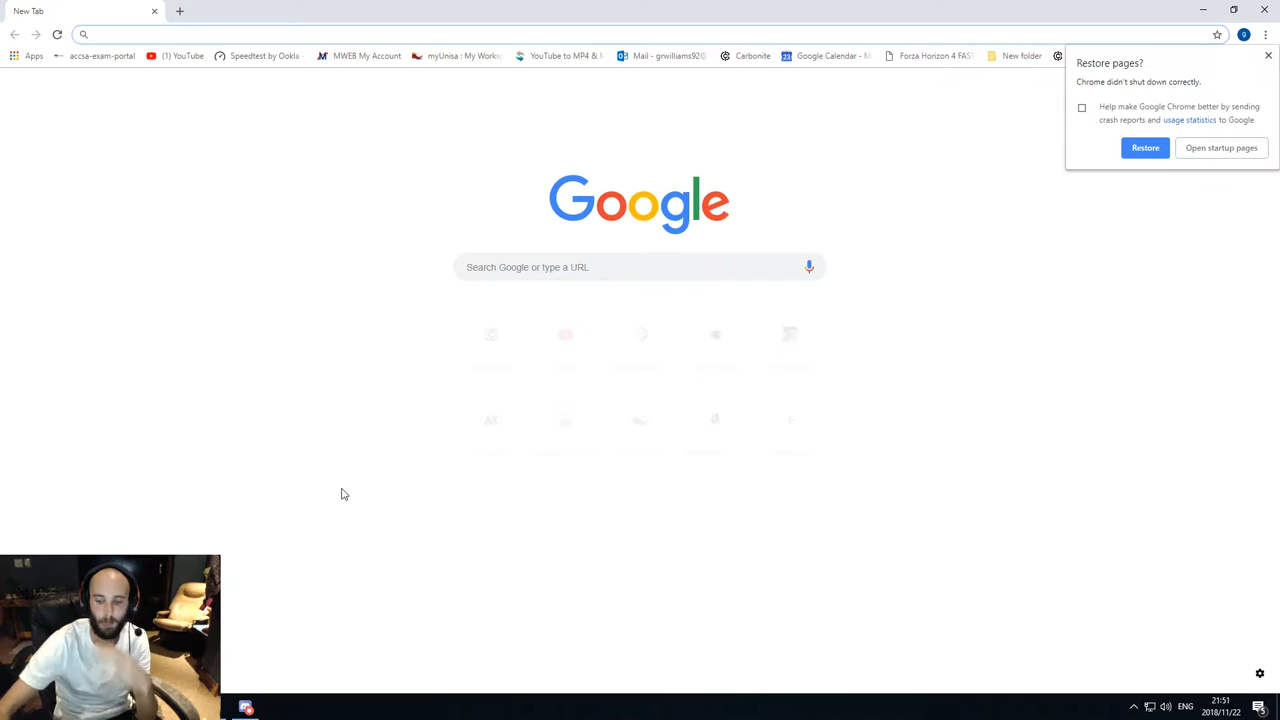 New Tab
Apps
accsa-exam-portal
(1) YouTube
Speedtest by Ookla
MWEB My Account
myUnisa : My Works
YouTube to MP4 &
Mail - grwilliams92@
Carbonite
Google Calendar - M
Forza Horizon 4 FAST
New folder
g
Restore pages?
Chrome didn't shut down correctly.
Help make Google Chrome better by sending
crash reports and usage statistics to Google
Restore
Open startup pages
Google
Search Google or type a URL
ENG
21:51
2018/11/22
5